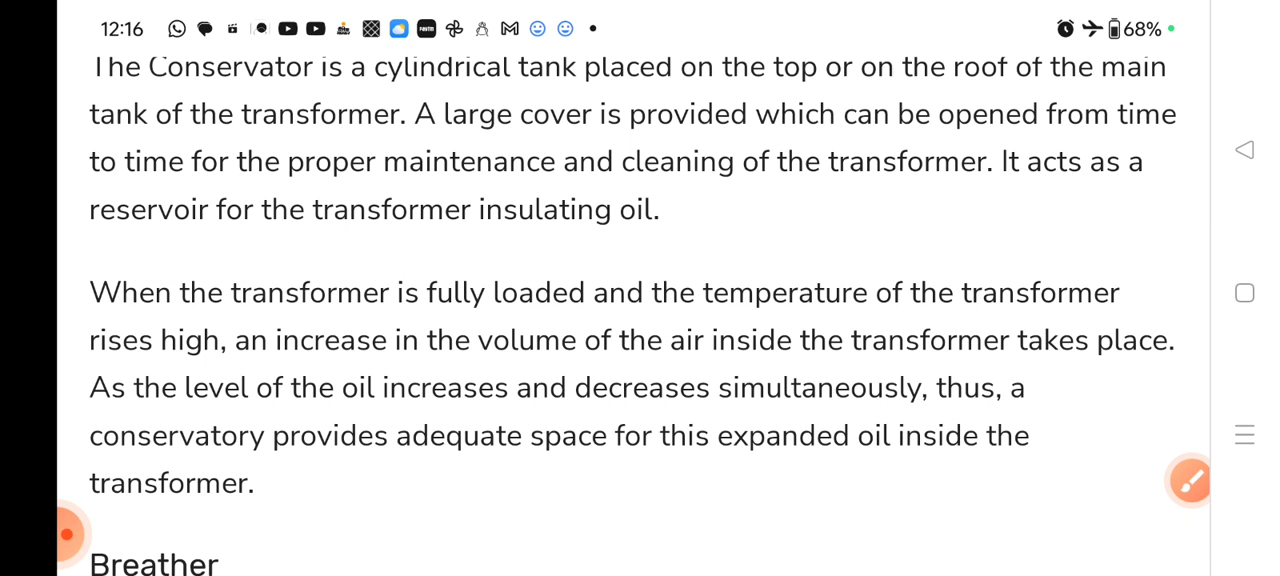 12:16 68%
The Conservator is a cylindrical tank placed on the top or on the roof of the main
tank of the transformer. A large cover is provided which can be opened from time
to time for the proper maintenance and cleaning of the transformer. It acts as a
reservoir for the transformer insulating oil.
When the transformer is fully loaded and the temperature of the transformer
rises high, an increase in the volume of the air inside the transformer takes place.
As the level of the oil increases and decreases simultaneously, thus, a
conservatory provides adequate space for this expanded oil inside the
transformer.
Breather